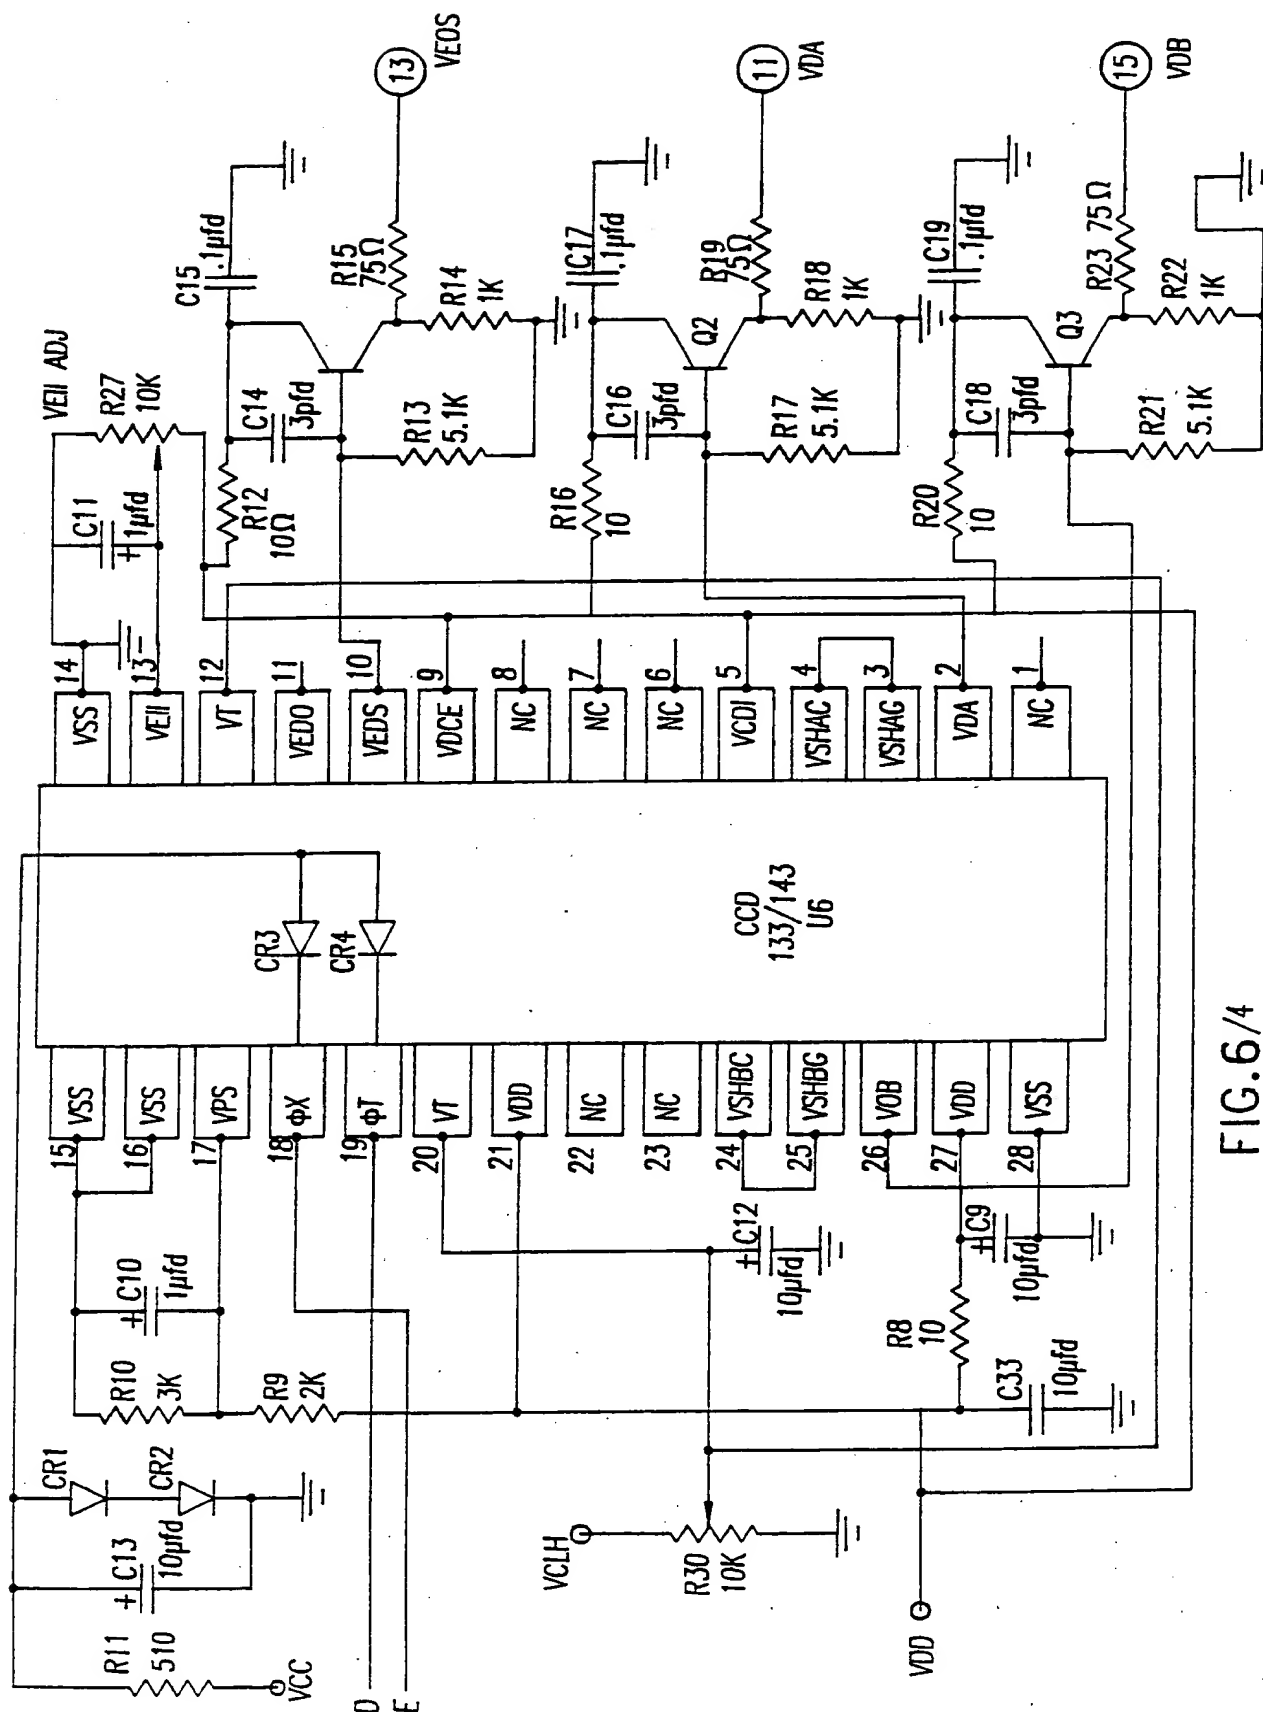 13
VEOS
C15
.1µfd
R15
75Ω
R14
1K
VEII ADJ
R27
10K
C14
3pfd
R13
5.1K
R12
10Ω
C11
+
1µfd
11
VDA
C17
.1µfd
R19
75Ω
R18
1K
Q2
C16
3pfd
R17
5.1K
R16
10
15
VDB
C19
.1µfd
R23 75Ω
R22
1K
Q3
C18
3pfd
R21
5.1K
R20
10
14
VSS
13
VEII
12
VT
11
VEDO
10
VEDS
9
VDCE
8
NC
7
NC
6
NC
5
VCDI
4
VSHAC
3
VSHAG
2
VDA
1
NC
CR3
CR4
CCD
133/143
U6
VSS
15
VSS
16
VPS
17
ΦX
18
ΦT
19
VT
20
VDD
21
NC
22
NC
23
VSHBC
24
VSHBG
25
VOB
26
VDD
27
VSS
28
+
C10
1µfd
R10
3K
R9
2K
CR1
CR2
+
C13
10µfd
R11
510
VCC
D
E
+
C12
10µfd
+
C9
10µfd
R8
10
C33
10µfd
VCLH
R30
10K
VDD
FIG.6/4